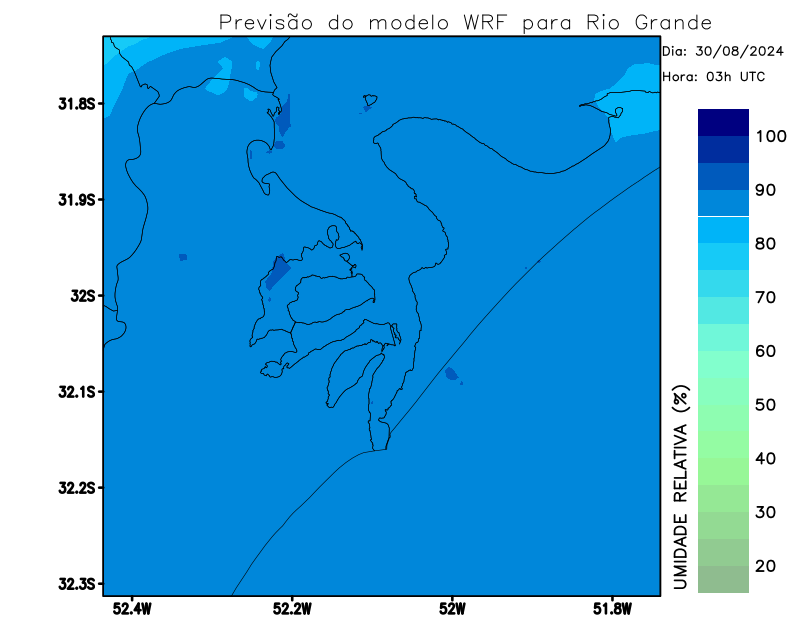 Previsão do modelo WRF para Rio Grande
Dia: 30/08/2024
Hora: 03h UTC
31.8S
31.9S
32S
32.1S
32.2S
32.3S
52.4W
52.2W
52W
51.8W
100
90
80
70
60
50
40
30
20
UMIDADE RELATIVA (%)